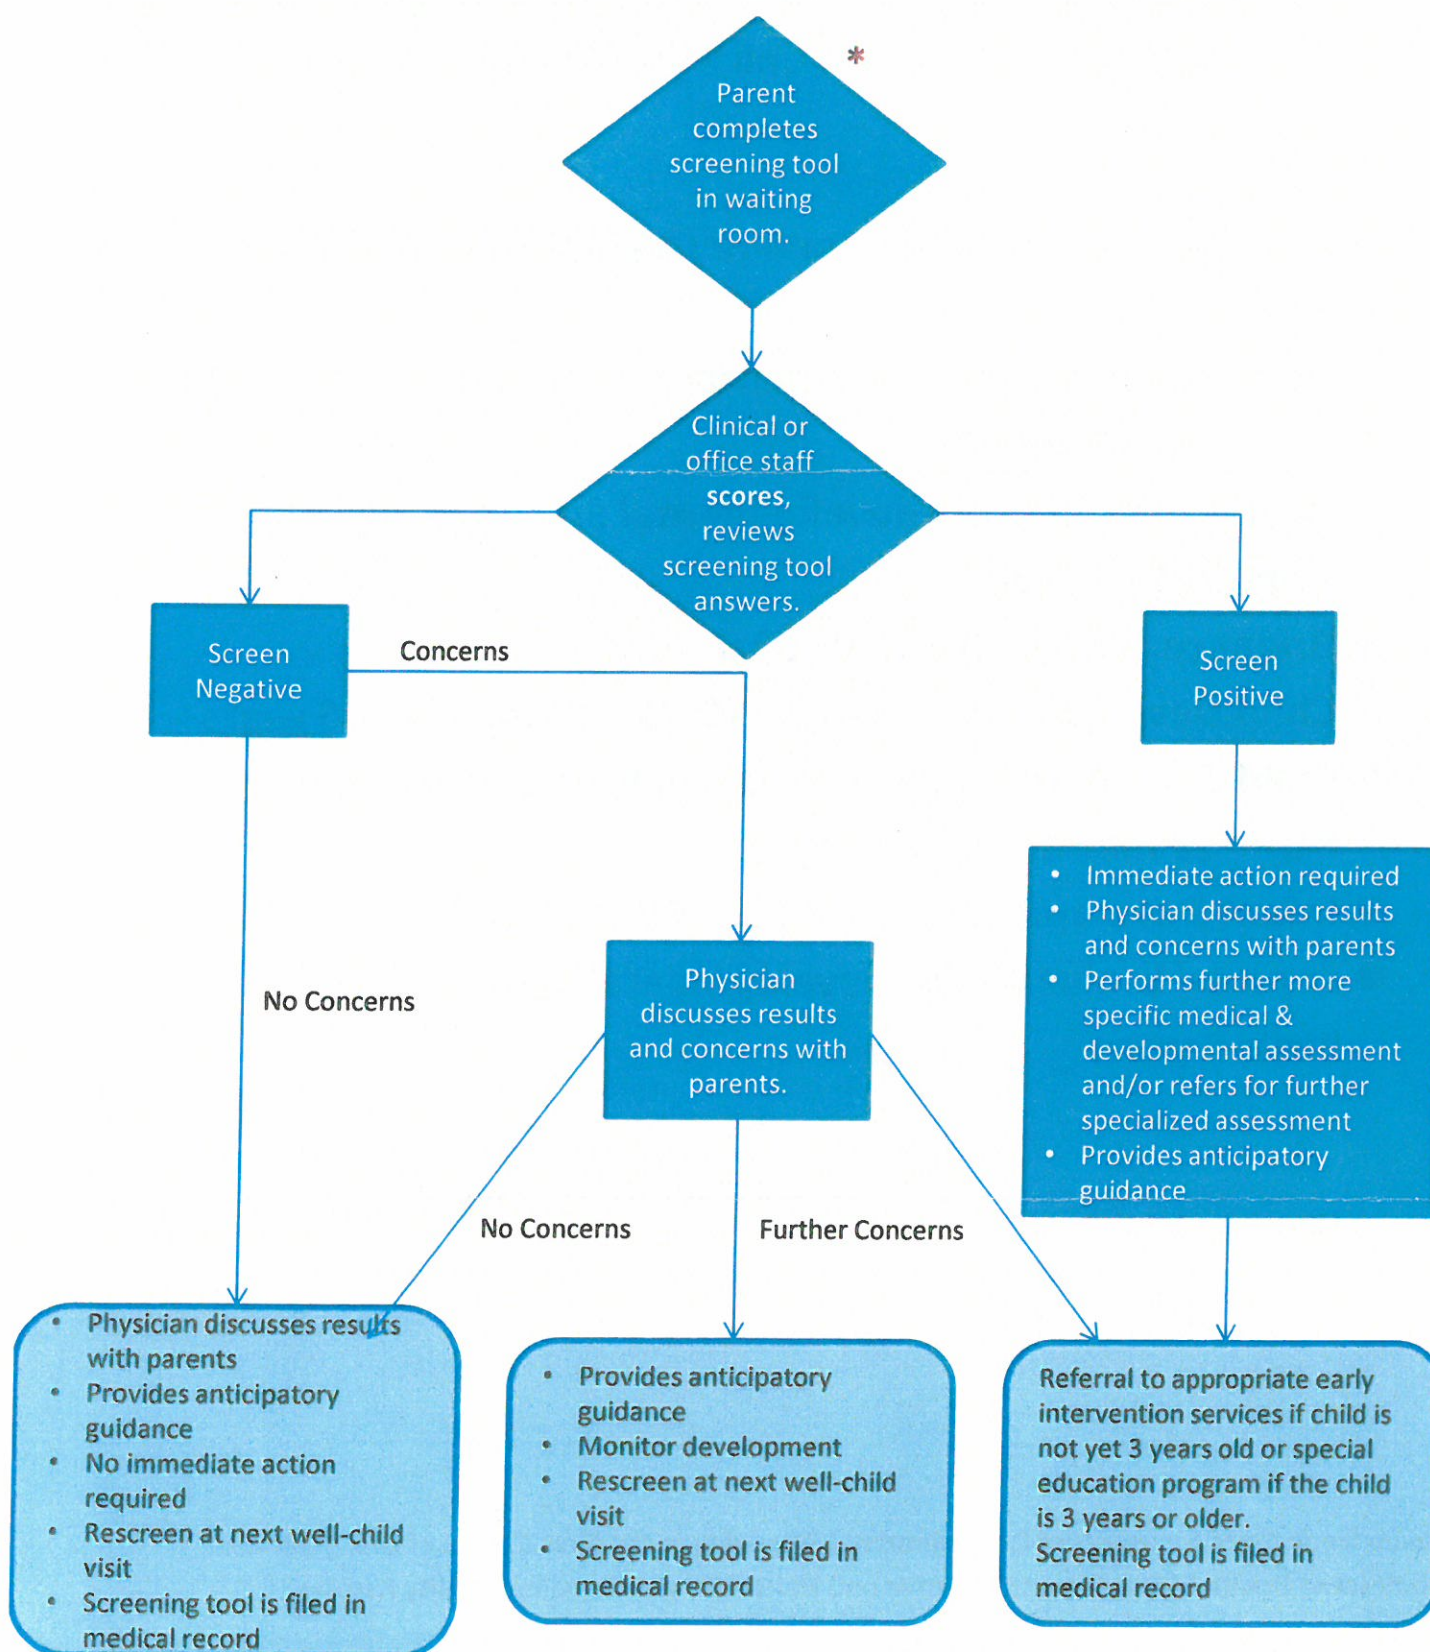 *
Parent
completes
screening tool
in waiting
room.
Clinical or
office staff
scores,
reviews
screening tool
answers.
Screen
Negative
Concerns
Screen
Positive
• Immediate action required
• Physician discusses results
and concerns with parents
• Performs further more
specific medical &
developmental assessment
and/or refers for further
specialized assessment
• Provides anticipatory
guidance
Physician
discusses results
and concerns with
parents.
No Concerns
No Concerns
Further Concerns
• Physician discusses results
with parents
• Provides anticipatory
guidance
• No immediate action
required
• Rescreen at next well-child
visit
• Screening tool is filed in
medical record
• Provides anticipatory
guidance
• Monitor development
• Rescreen at next well-child
visit
• Screening tool is filed in
medical record
Referral to appropriate early
intervention services if child is
not yet 3 years old or special
education program if the child
is 3 years or older.
Screening tool is filed in
medical record